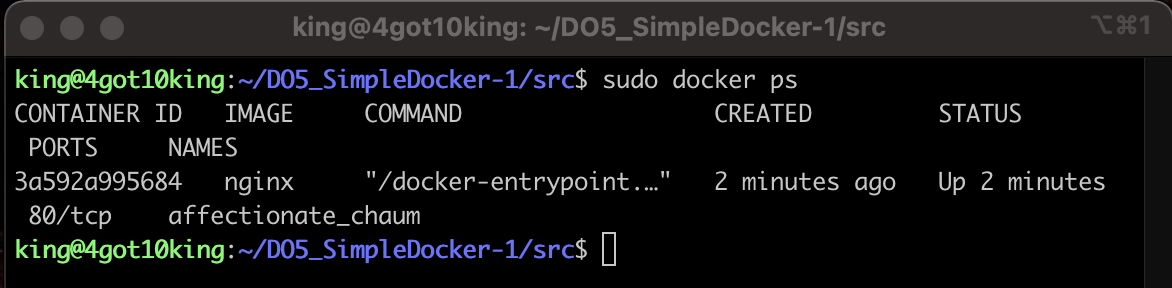 king@4got10king: ~/DO5_SimpleDocker-1/src
⌥⌘1
king@4got10king:~/DO5_SimpleDocker-1/src$ sudo docker ps
CONTAINER ID   IMAGE     COMMAND                  CREATED         STATUS
 PORTS     NAMES
3a592a995684   nginx     "/docker-entrypoint.…"   2 minutes ago   Up 2 minutes
 80/tcp    affectionate_chaum
king@4got10king:~/DO5_SimpleDocker-1/src$